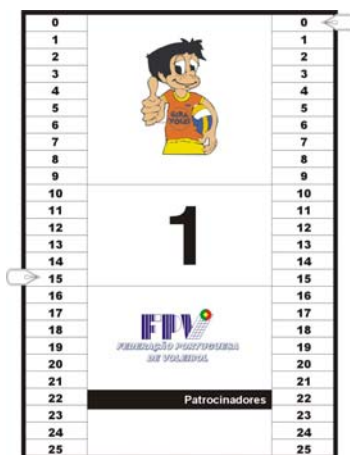 0 0
1 1
2 2
3 3
4 4
5 5
6 GIRA 6
VOLEI
7 7
8 8
9 9
10 10
11 11
12 1 12
13 13
14 14
15 15
16 16
17 17
18 FPV 18
19 FEDERAÇÃO PORTUGUESA 19
20 DE VOLEIBOL 20
21 21
22 Patrocinadores 22
23 23
24 24
25 25